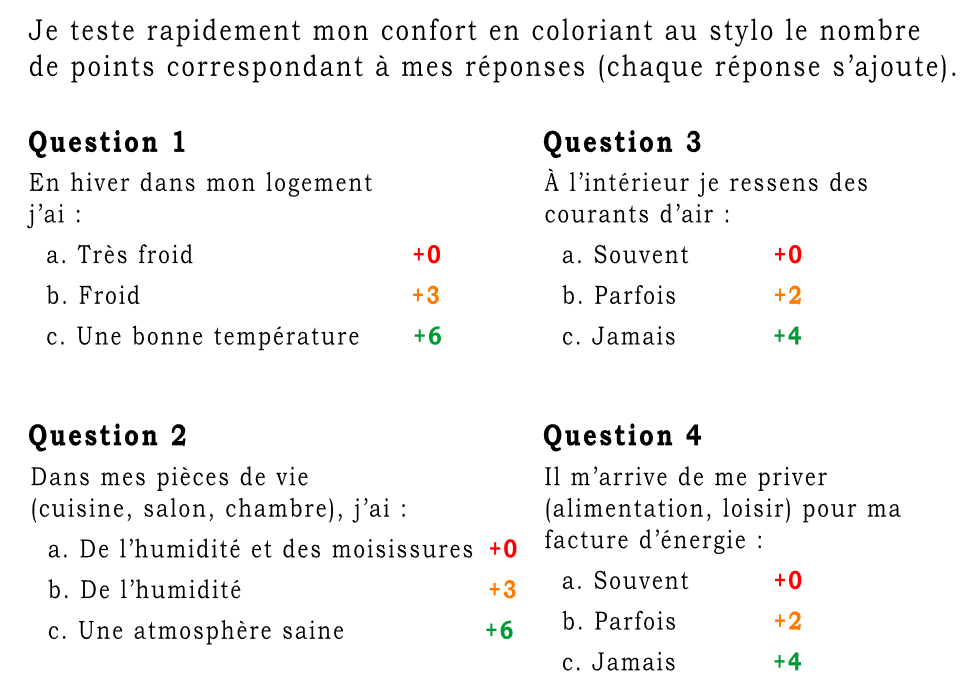 Je teste rapidement mon confort en coloriant au stylo le nombre
de points correspondant à mes réponses (chaque réponse s’ajoute).
Question 1
En hiver dans mon logement
j’ai :
a. Très froid +0
b. Froid +3
c. Une bonne température +6
Question 2
Dans mes pièces de vie
(cuisine, salon, chambre), j’ai :
a. De l’humidité et des moisissures +0
b. De l’humidité +3
c. Une atmosphère saine +6
Question 3
À l’intérieur je ressens des
courants d’air :
a. Souvent +0
b. Parfois +2
c. Jamais +4
Question 4
Il m’arrive de me priver
(alimentation, loisir) pour ma
facture d’énergie :
a. Souvent +0
b. Parfois +2
c. Jamais +4